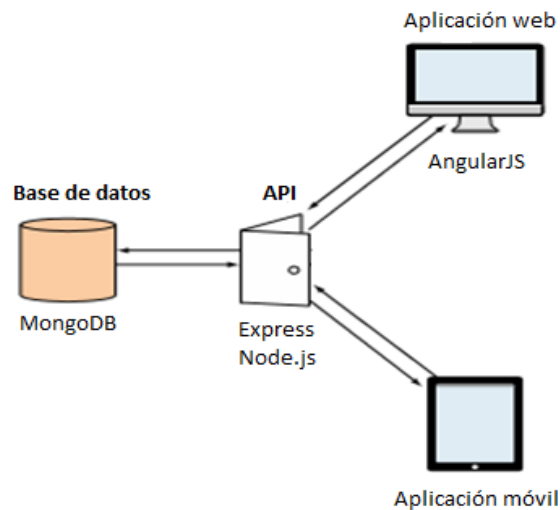 Aplicación web
AngularJS
Base de datos
API
MongoDB
Express
Node.js
Aplicación móvil